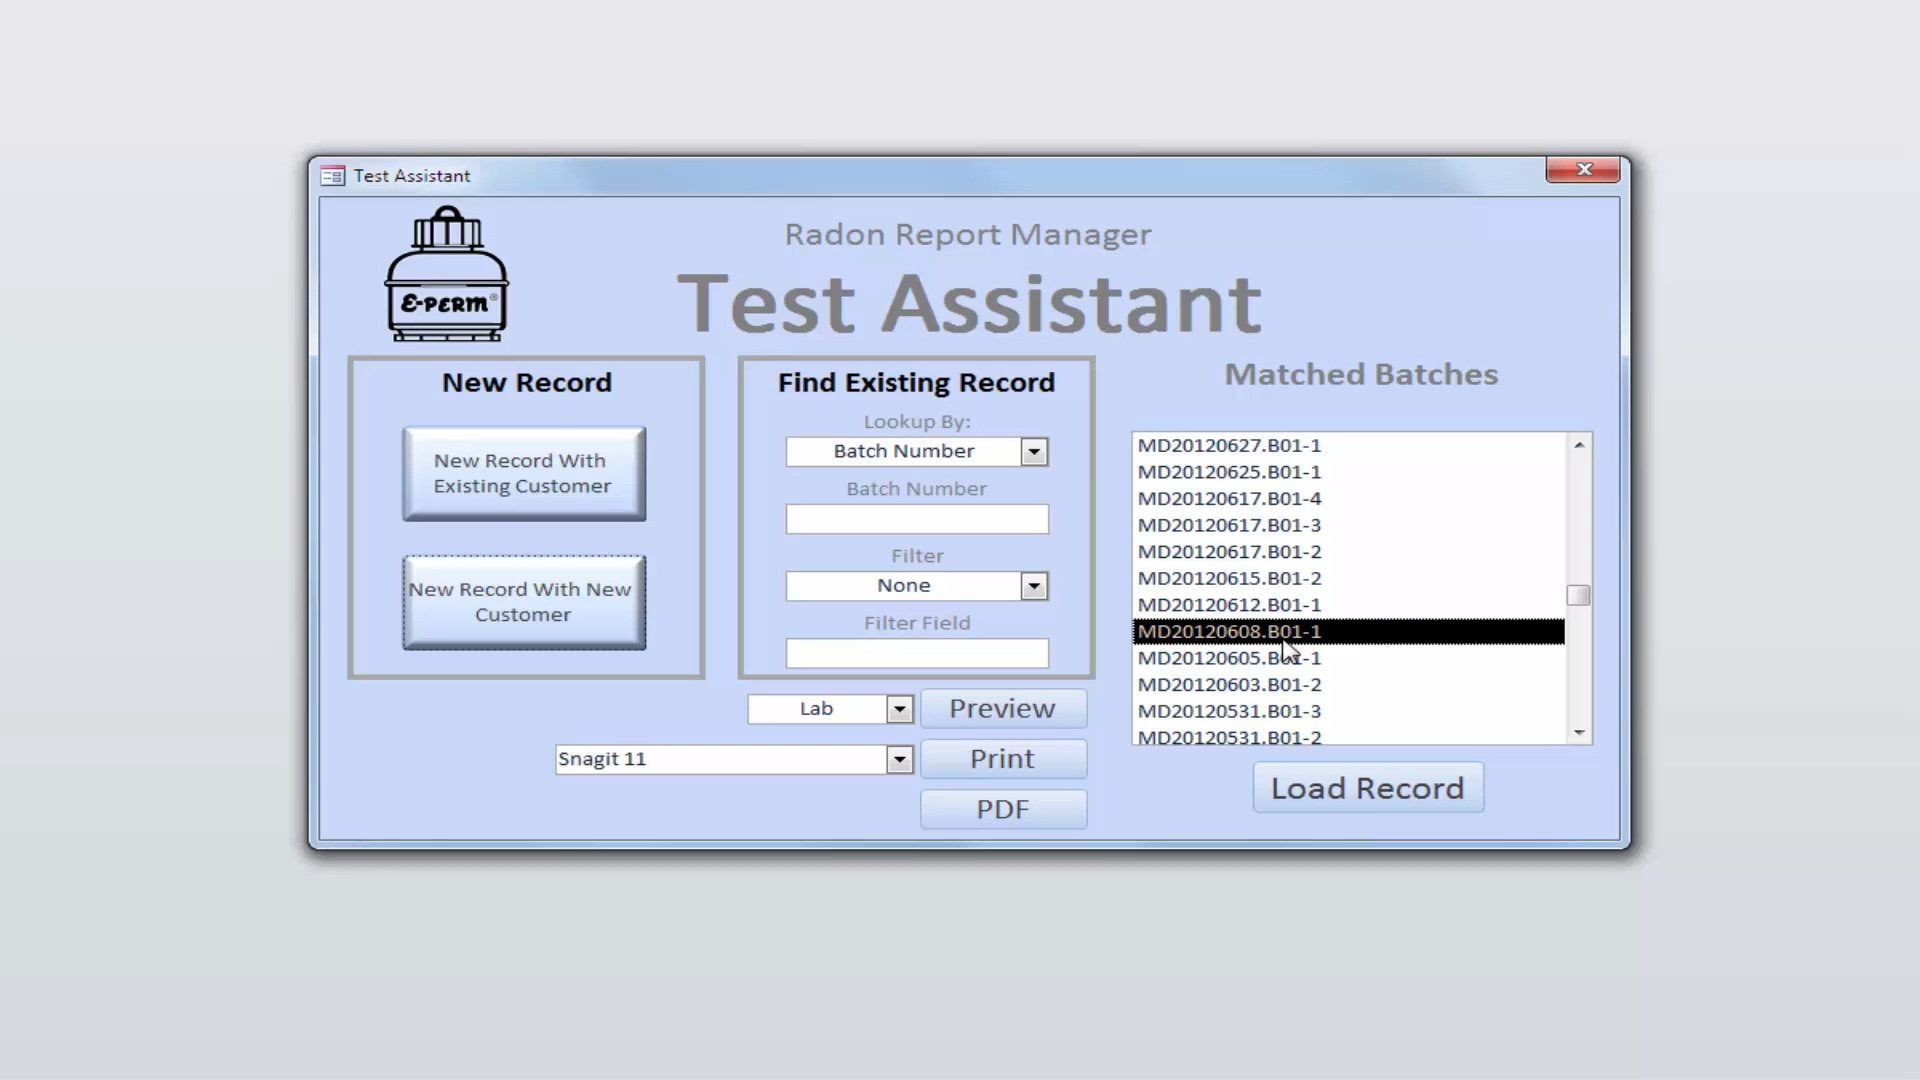 Test Assistant
E-PERM®
Radon Report Manager
Test Assistant
New Record
New Record With
Existing Customer
New Record With New
Customer
Find Existing Record
Lookup By:
Batch Number
Batch Number
Filter
None
Filter Field
Lab
Preview
Snagit 11
Print
PDF
Matched Batches
MD20120627.B01-1
MD20120625.B01-1
MD20120617.B01-4
MD20120617.B01-3
MD20120617.B01-2
MD20120615.B01-2
MD20120612.B01-1
MD20120608.B01-1
MD20120605.B01-1
MD20120603.B01-2
MD20120531.B01-3
MD20120531.B01-2
Load Record